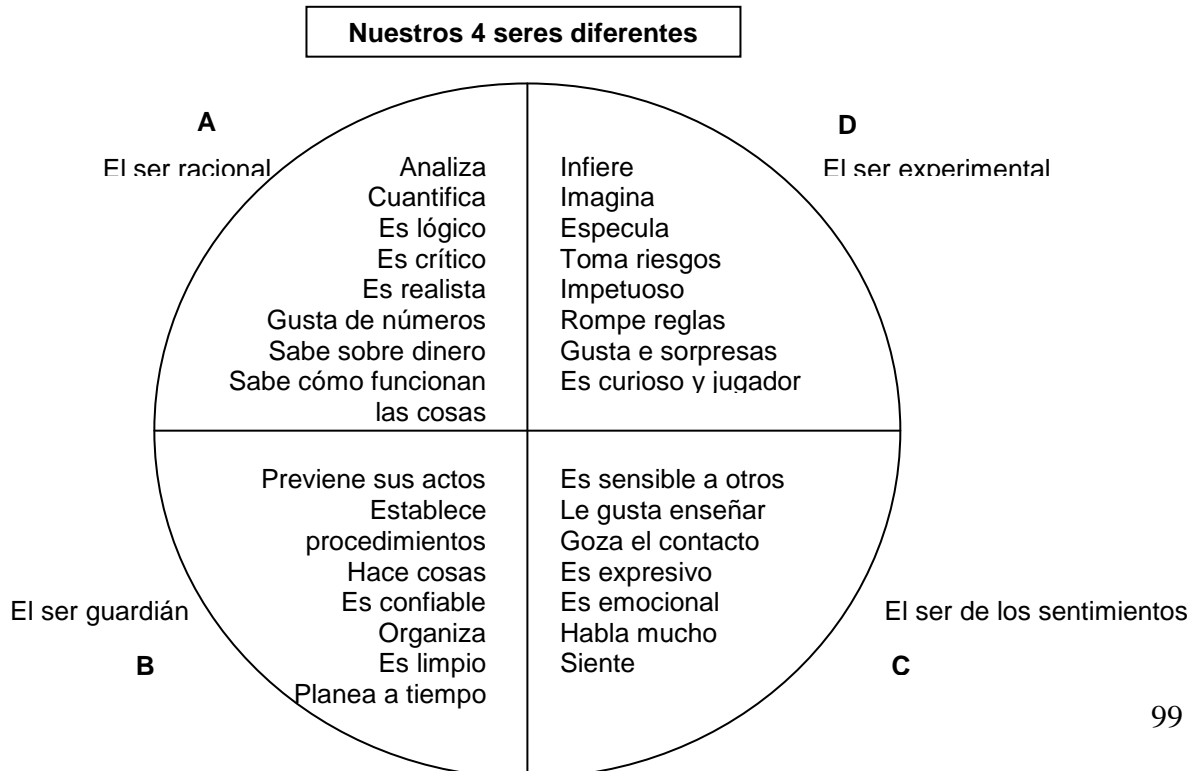 Nuestros 4 seres diferentes
A
El ser racional
Analiza
Cuantifica
Es lógico
Es crítico
Es realista
Gusta de números
Sabe sobre dinero
Sabe cómo funcionan
las cosas
D
El ser experimental
Infiere
Imagina
Especula
Toma riesgos
Impetuoso
Rompe reglas
Gusta e sorpresas
Es curioso y jugador
Previene sus actos
Establece
procedimientos
Hace cosas
Es confiable
Organiza
Es limpio
Planea a tiempo
El ser guardián
B
Es sensible a otros
Le gusta enseñar
Goza el contacto
Es expresivo
Es emocional
Habla mucho
Siente
El ser de los sentimientos
C
99